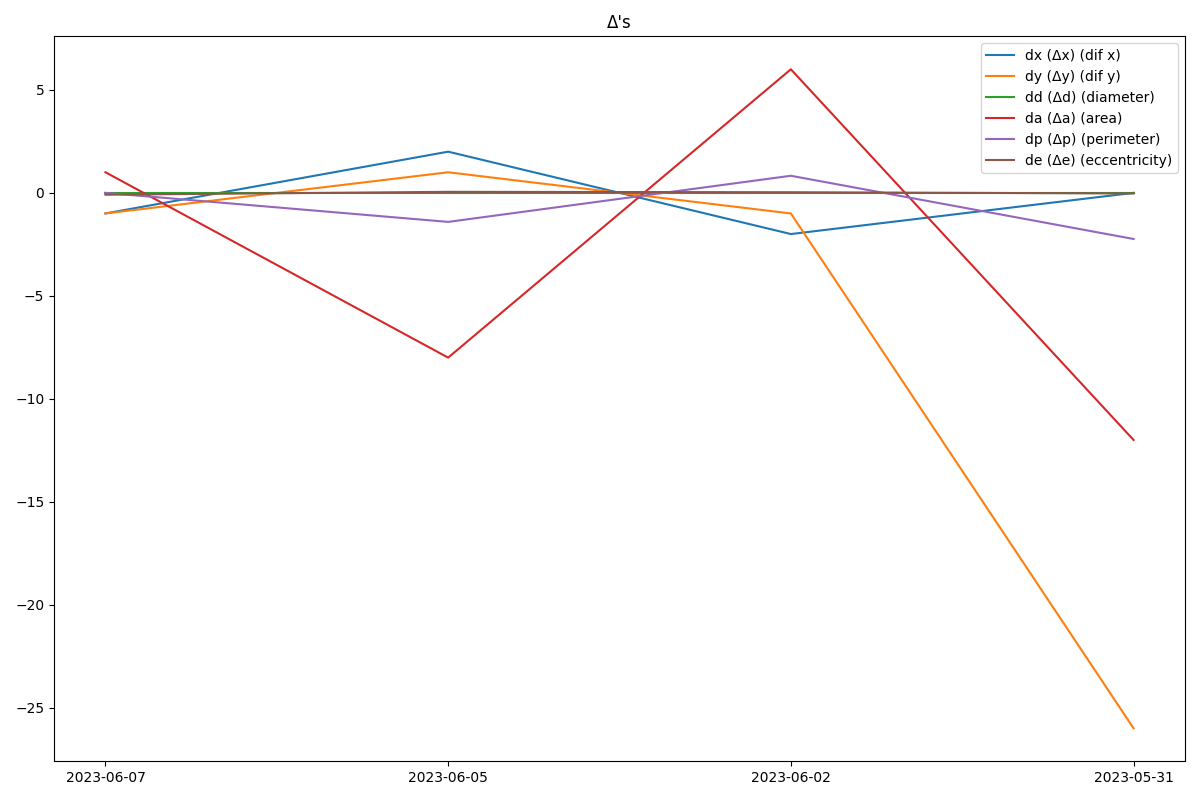 Δ's
dx (Δx) (dif x)
dy (Δy) (dif y)
dd (Δd) (diameter)
da (Δa) (area)
dp (Δp) (perimeter)
de (Δe) (eccentricity)
5
0
−5
−10
−15
−20
−25
2023-06-07 2023-06-05 2023-06-02 2023-05-31